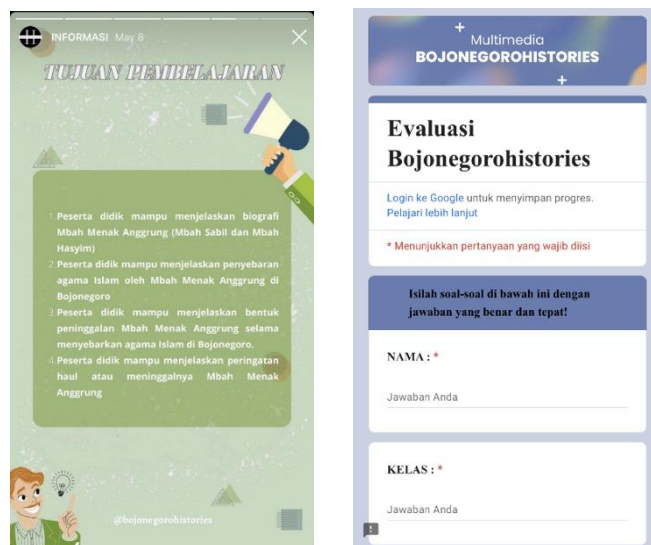 INFORMASI May 8
TUJUAN PEMBELAJARAN
1. Peserta didik mampu menjelaskan biografi
Mbah Menak Anggrung (Mbah Sabil dan Mbah
Hasyim)
2. Peserta didik mampu menjelaskan penyebaran
agama Islam oleh Mbah Menak Anggrung di
Bojonegoro
3. Peserta didik mampu menjelaskan bentuk
peninggalan Mbah Menak Anggrung selama
menyebarkan agama Islam di Bojonegoro.
4. Peserta didik mampu menjelaskan peringatan
haul atau meninggalnya Mbah Menak
Anggrung
@bojonegorohistories
Multimedia
BOJONEGOROHISTORIES
Evaluasi
Bojonegorohistories
Login ke Google untuk menyimpan progres.
Pelajari lebih lanjut
* Menunjukkan pertanyaan yang wajib diisi
Isilah soal-soal di bawah ini dengan
jawaban yang benar dan tepat!
NAMA : *
Jawaban Anda
KELAS : *
Jawaban Anda